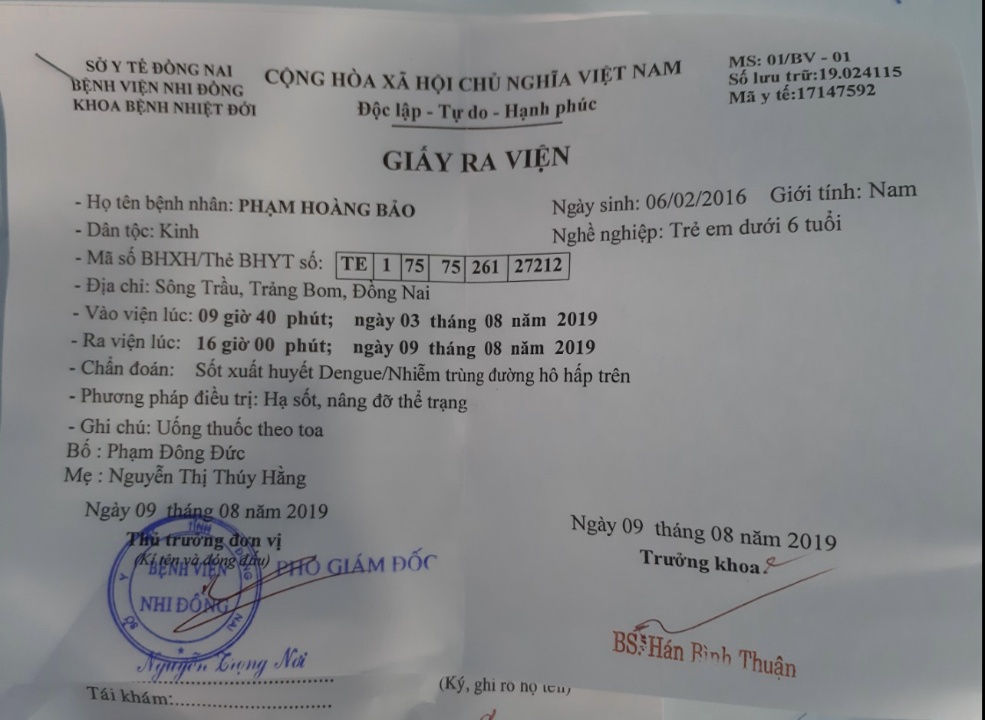 SỞ Y TẾ ĐỒNG NAI
BỆNH VIỆN NHI ĐỒNG
KHOA BỆNH NHIỆT ĐỚI
CỘNG HÒA XÃ HỘI CHỦ NGHĨA VIỆT NAM
Độc lập - Tự do - Hạnh phúc
MS: 01/BV - 01
Số lưu trữ:19.024115
Mã y tế:17147592
GIẤY RA VIỆN
- Họ tên bệnh nhân: PHẠM HOÀNG BẢO
Ngày sinh: 06/02/2016 Giới tính: Nam
- Dân tộc: Kinh
Nghề nghiệp: Trẻ em dưới 6 tuổi
- Mã số BHXH/Thẻ BHYT số: TE 1 75 75 261 27212
- Địa chỉ: Sông Trầu, Trảng Bom, Đồng Nai
- Vào viện lúc: 09 giờ 40 phút; ngày 03 tháng 08 năm 2019
- Ra viện lúc: 16 giờ 00 phút; ngày 09 tháng 08 năm 2019
- Chẩn đoán: Sốt xuất huyết Dengue/Nhiễm trùng đường hô hấp trên
- Phương pháp điều trị: Hạ sốt, nâng đỡ thể trạng
- Ghi chú: Uống thuốc theo toa
Bố : Phạm Đông Đức
Mẹ : Nguyễn Thị Thúy Hằng
Ngày 09 tháng 08 năm 2019
Thủ trưởng đơn vị
(Kí tên và đóng dấu)
PHÓ GIÁM ĐỐC
BỆNH VIỆN
NHI ĐỒNG
SỞ Y TỈNH ĐỒNG NAI
Nguyễn Trọng Nơi
Ngày 09 tháng 08 năm 2019
Trưởng khoa
BS: Hán Bình Thuận
Tái khám:
(Ký, ghi rõ họ tên)